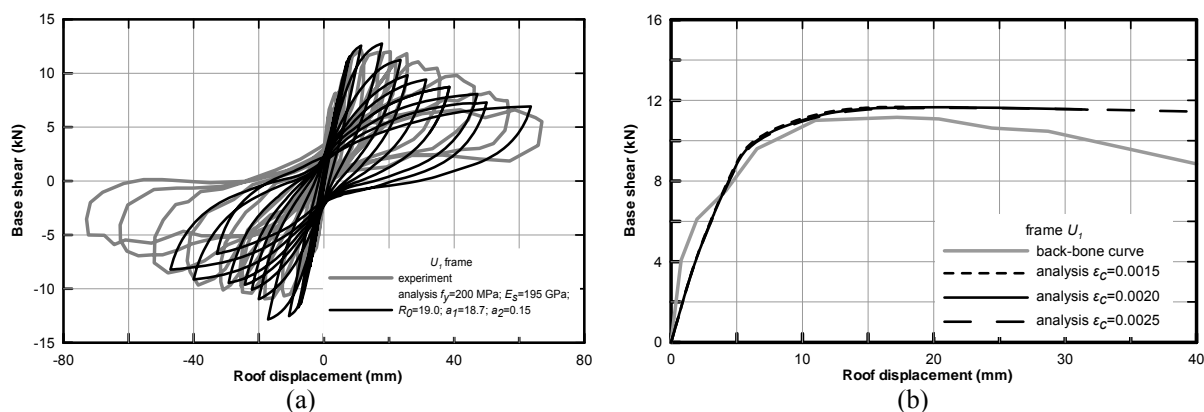 15
10
5
0
-5
-10
-15
-80
-40
0
40
80
Base shear (kN)
Roof displacement (mm)
U1 frame
experiment
analysis fy=200 MPa; Es=195 GPa;
R0=19.0; a1=18.7; a2=0.15
(a)
16
12
8
4
0
0
10
20
30
40
Base shear (kN)
Roof displacement (mm)
frame U1
back-bone curve
analysis εc=0.0015
analysis εc=0.0020
analysis εc=0.0025
(b)